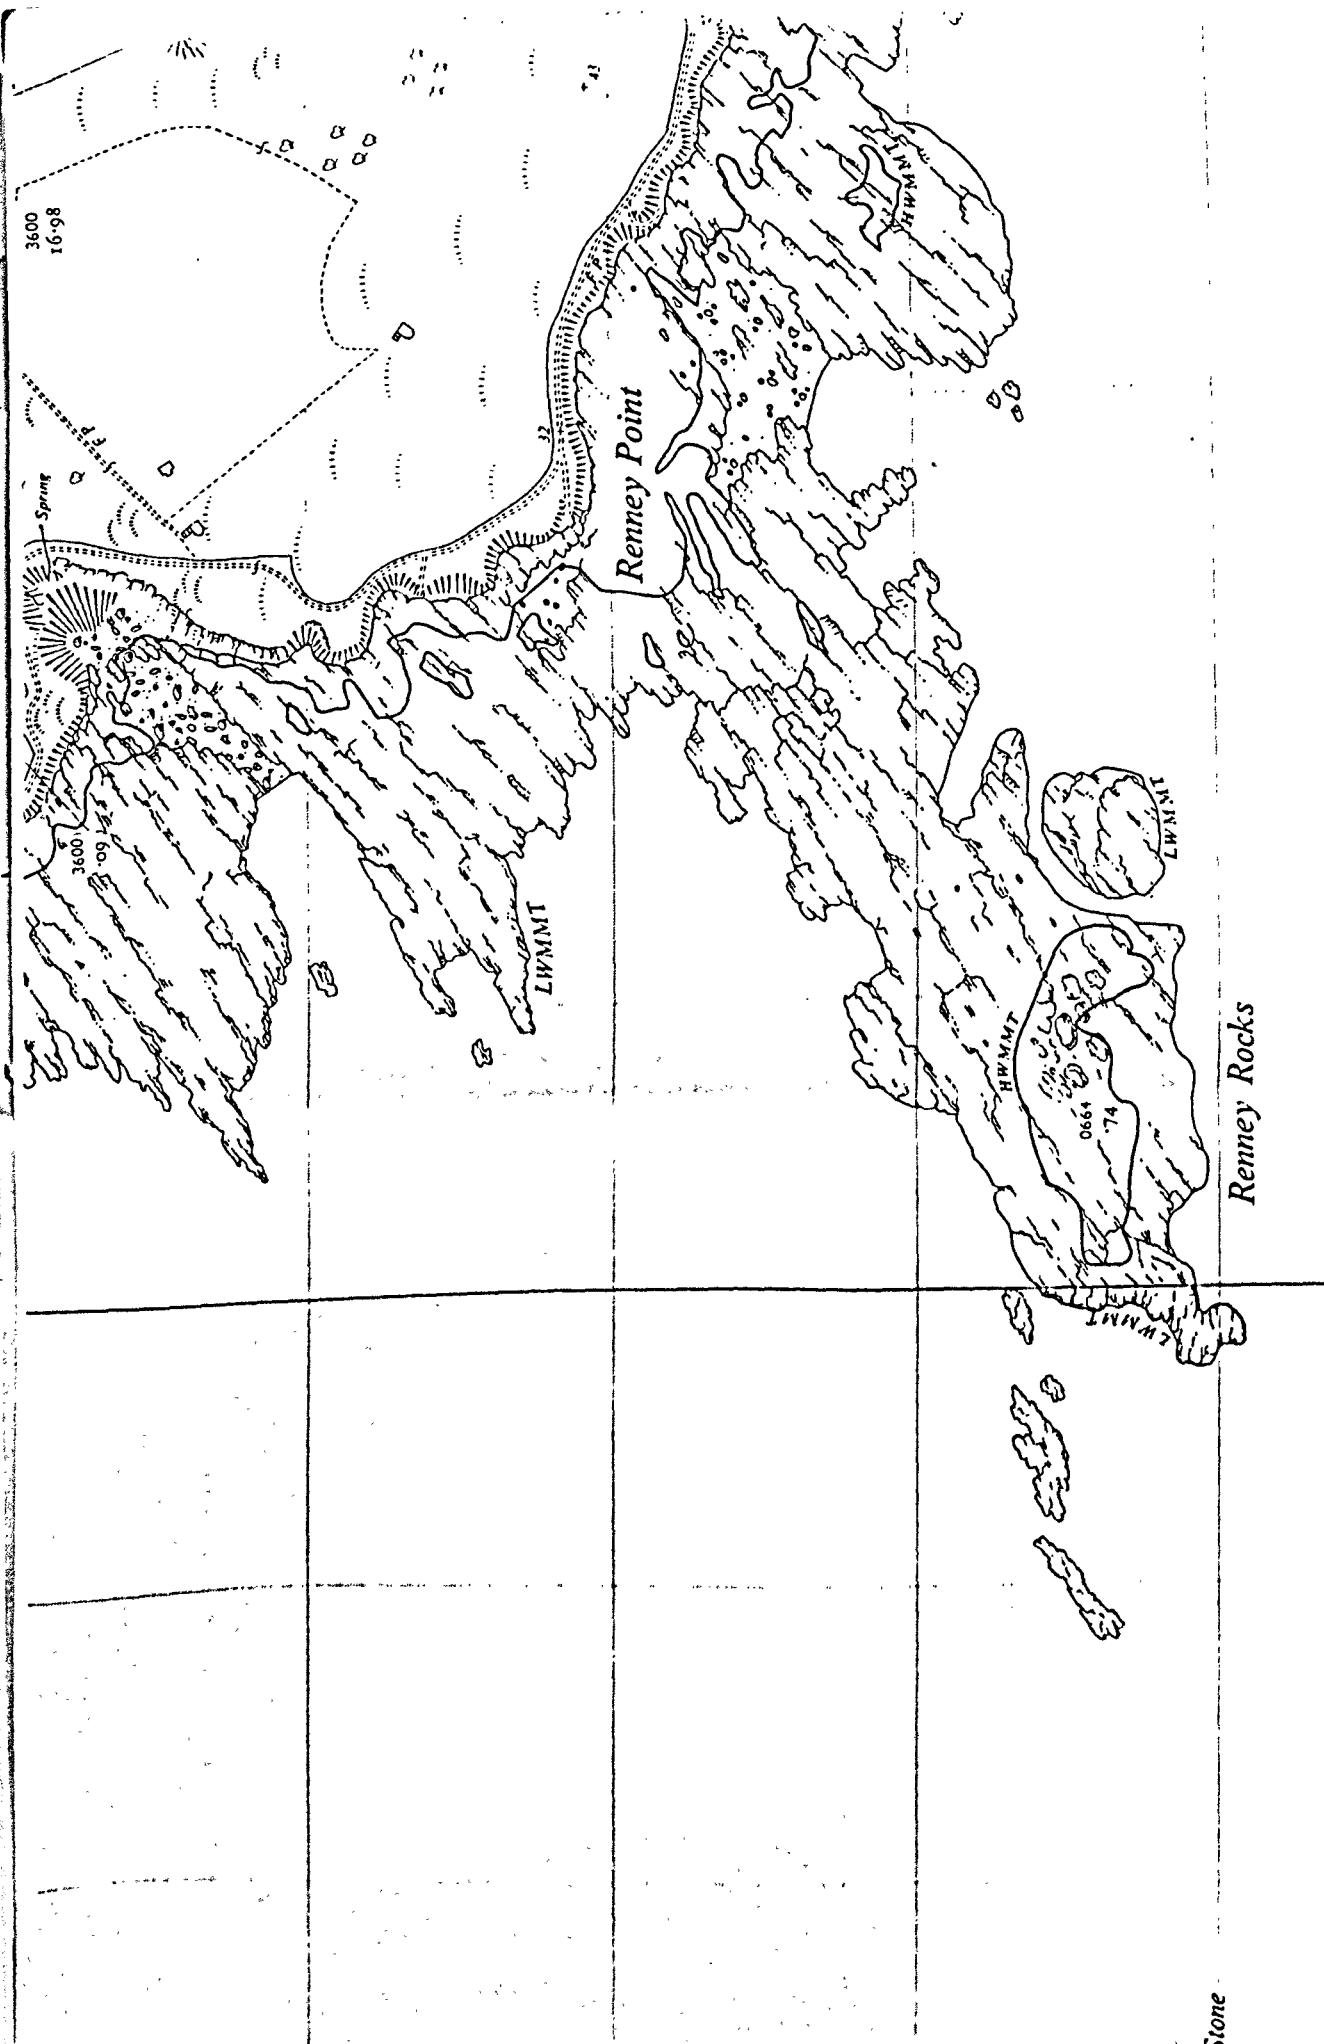 3600
16·98
Spring
F P
43
F P
32
Renney Point
20
HWMMT
3600
·09
LWMMT
LWMMT
HWMMT
0664
·74
Renney Rocks
LWMMT
Stone